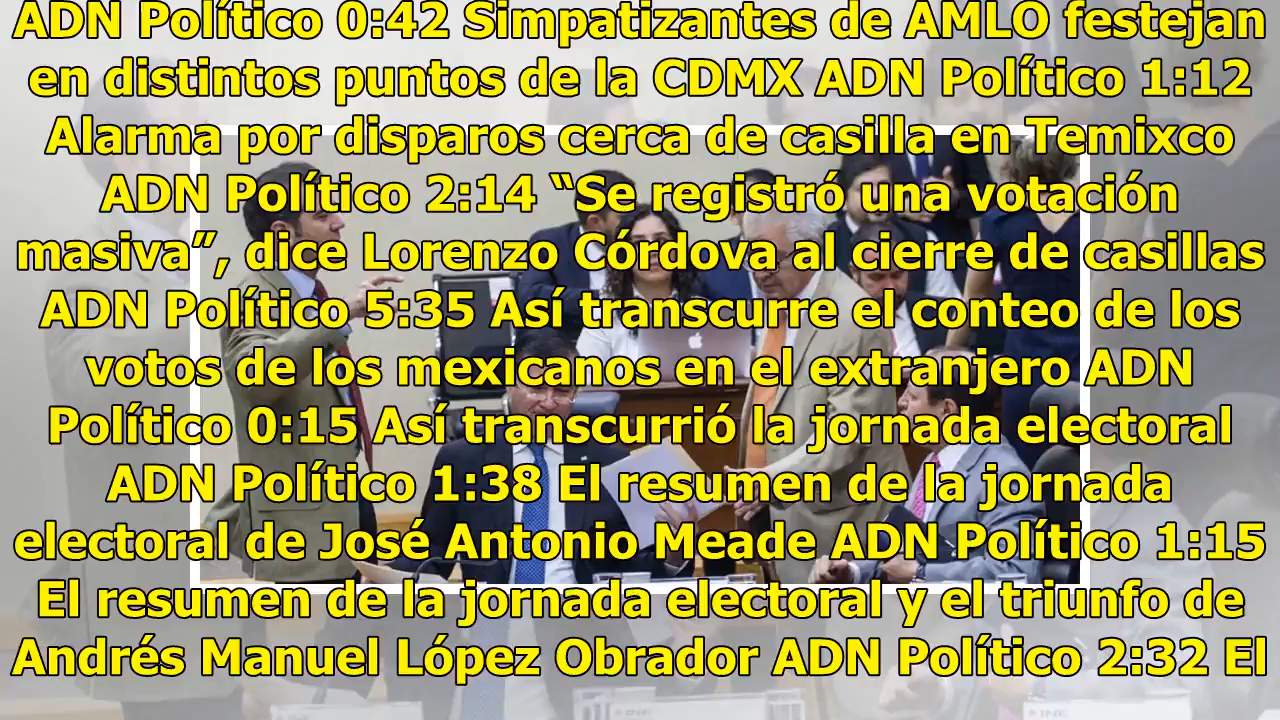 ADN Político 0:42 Simpatizantes de AMLO festejan
en distintos puntos de la CDMX ADN Político 1:12
Alarma por disparos cerca de casilla en Temixco
ADN Político 2:14 “Se registró una votación
masiva”, dice Lorenzo Córdova al cierre de casillas
ADN Político 5:35 Así transcurre el conteo de los
votos de los mexicanos en el extranjero ADN
Político 0:15 Así transcurrió la jornada electoral
ADN Político 1:38 El resumen de la jornada
electoral de José Antonio Meade ADN Político 1:15
El resumen de la jornada electoral y el triunfo de
Andrés Manuel López Obrador ADN Político 2:32 El